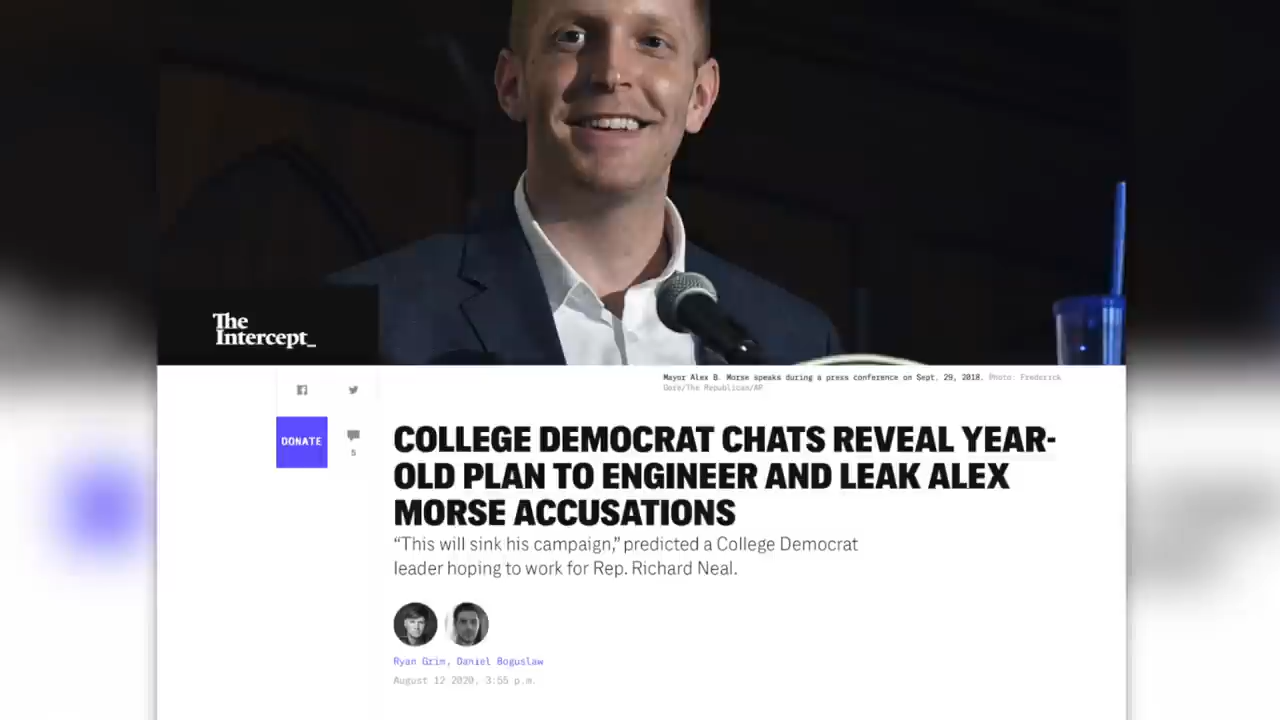 The
Intercept_
Mayor Alex B. Morse speaks during a press conference on Sept. 29, 2018. Photo: Frederick
Gore/The Republican/AP
DONATE
5
COLLEGE DEMOCRAT CHATS REVEAL YEAR-
OLD PLAN TO ENGINEER AND LEAK ALEX
MORSE ACCUSATIONS
“This will sink his campaign,” predicted a College Democrat
leader hoping to work for Rep. Richard Neal.
Ryan Grim, Daniel Boguslaw
August 12 2020, 3:55 p.m.